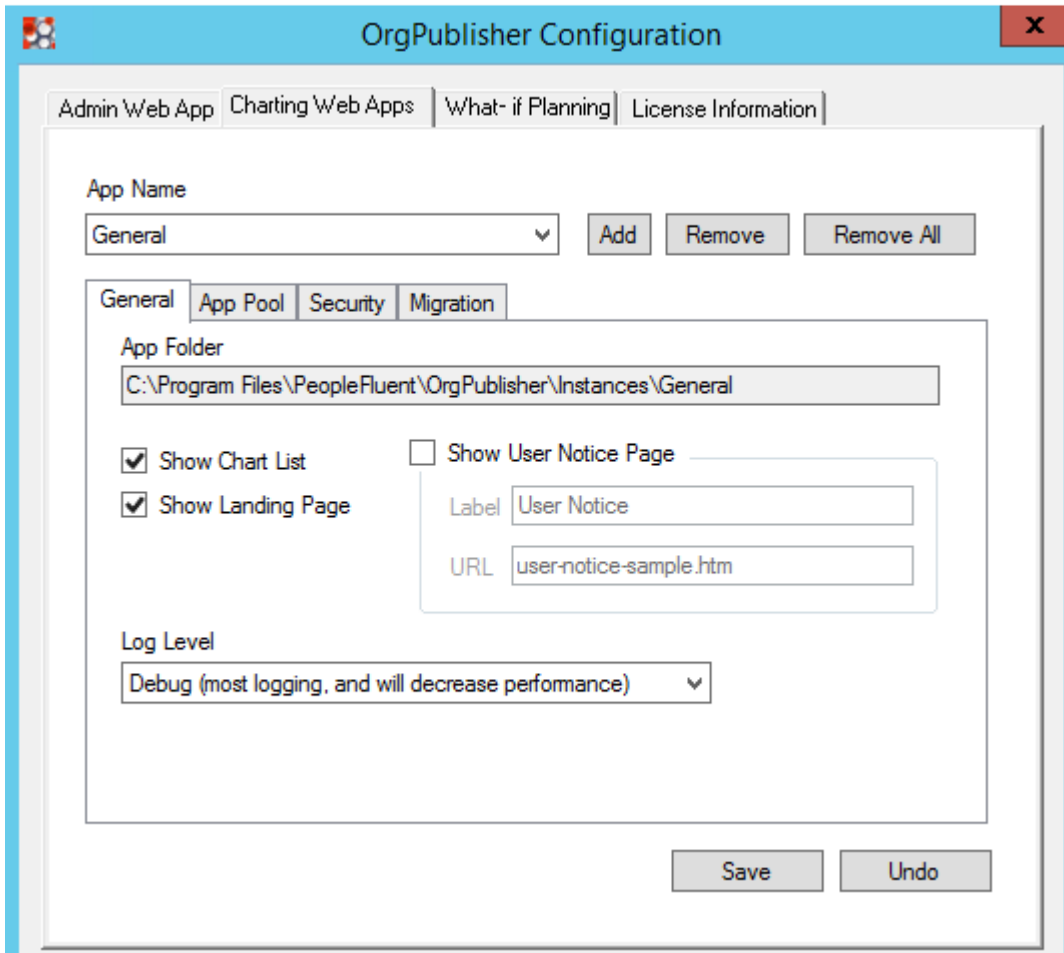 OrgPublisher Configuration
x
Admin Web App Charting Web Apps What- if Planning License Information
App Name
General Add Remove Remove All
General App Pool Security Migration
App Folder
C:\Program Files\PeopleFluent\OrgPublisher\Instances\General
Show Chart List
Show User Notice Page
Show Landing Page
Label User Notice
URL user-notice-sample.htm
Log Level
Debug (most logging, and will decrease performance)
Save Undo